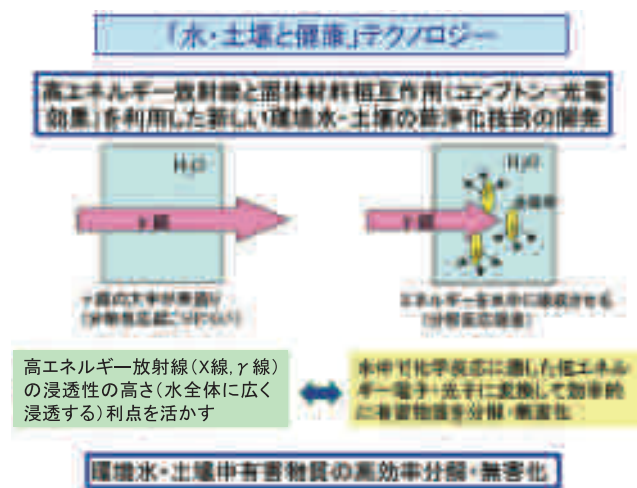 「水・土壌と健康」テクノロジー
高エネルギー放射線と固体材料相互作用(コンプトン・光電
効果)を利用した新しい環境水・土壌の新浄化技術の開発
H₂O
H₂O
γ線
γ線
高エネルギー放射線(X線,γ線)
の浸透性の高さ(水全体に広く
浸透する)利点を活かす
水中で化学反応に適した低エネル
ギー電子・光子に変換して効率的
に有害物質を分解・無害化
環境水・土壌中有害物質の高効率分解・無害化